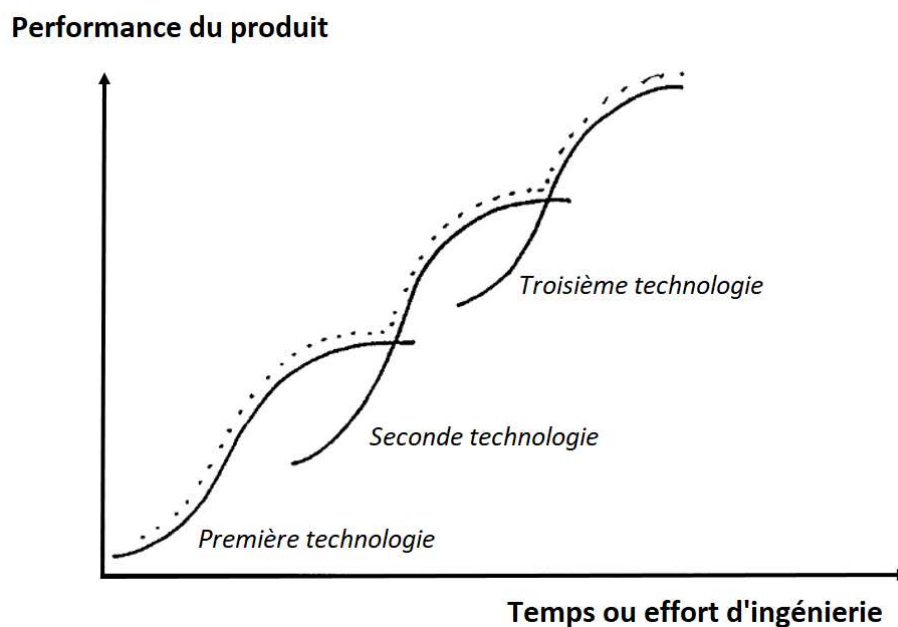 Performance du produit
Troisième technologie
Seconde technologie
Première technologie
Temps ou effort d'ingénierie